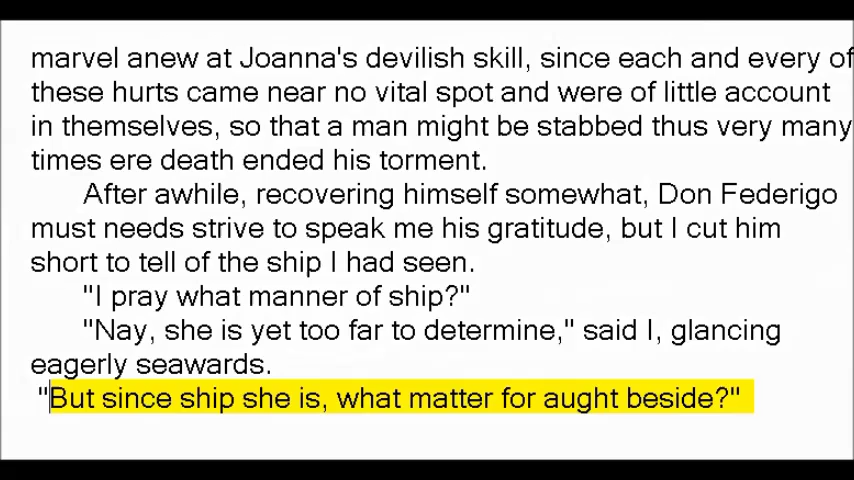 marvel anew at Joanna's devilish skill, since each and every of
these hurts came near no vital spot and were of little account
in themselves, so that a man might be stabbed thus very many
times ere death ended his torment.
After awhile, recovering himself somewhat, Don Federigo
must needs strive to speak me his gratitude, but I cut him
short to tell of the ship I had seen.
"I pray what manner of ship?"
"Nay, she is yet too far to determine," said I, glancing
eagerly seawards.
"But since ship she is, what matter for aught beside?"